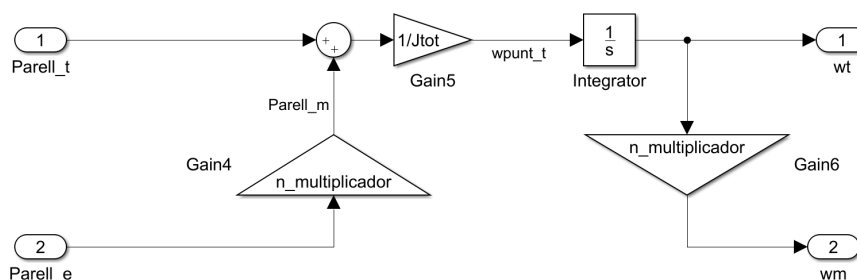 1
Parell_t
+
+
1/Jtot
Gain5
wpunt_t
1
s
Integrator
1
wt
Parell_m
Gain4
n_multiplicador
n_multiplicador
Gain6
2
Parell_e
2
wm